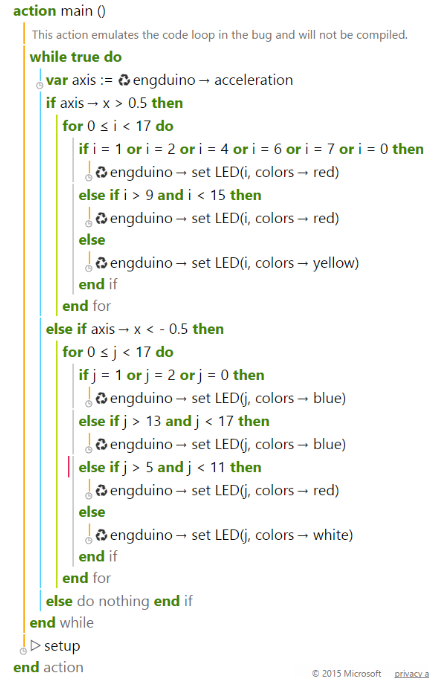 action main ()
This action emulates the code loop in the bug and will not be compiled.
while true do
var axis := engduino → acceleration
if axis → x > 0.5 then
for 0 ≤ i < 17 do
if i = 1 or i = 2 or i = 4 or i = 6 or i = 7 or i = 0 then
engduino → set LED(i, colors → red)
else if i > 9 and i < 15 then
engduino → set LED(i, colors → red)
else
engduino → set LED(i, colors → yellow)
end if
end for
else if axis → x < - 0.5 then
for 0 ≤ j < 17 do
if j = 1 or j = 2 or j = 0 then
engduino → set LED(j, colors → blue)
else if j > 13 and j < 17 then
engduino → set LED(j, colors → blue)
else if j > 5 and j < 11 then
engduino → set LED(j, colors → red)
else
engduino → set LED(j, colors → white)
end if
end for
else do nothing end if
end while
▷ setup
end action
© 2015 Microsoft privacy a